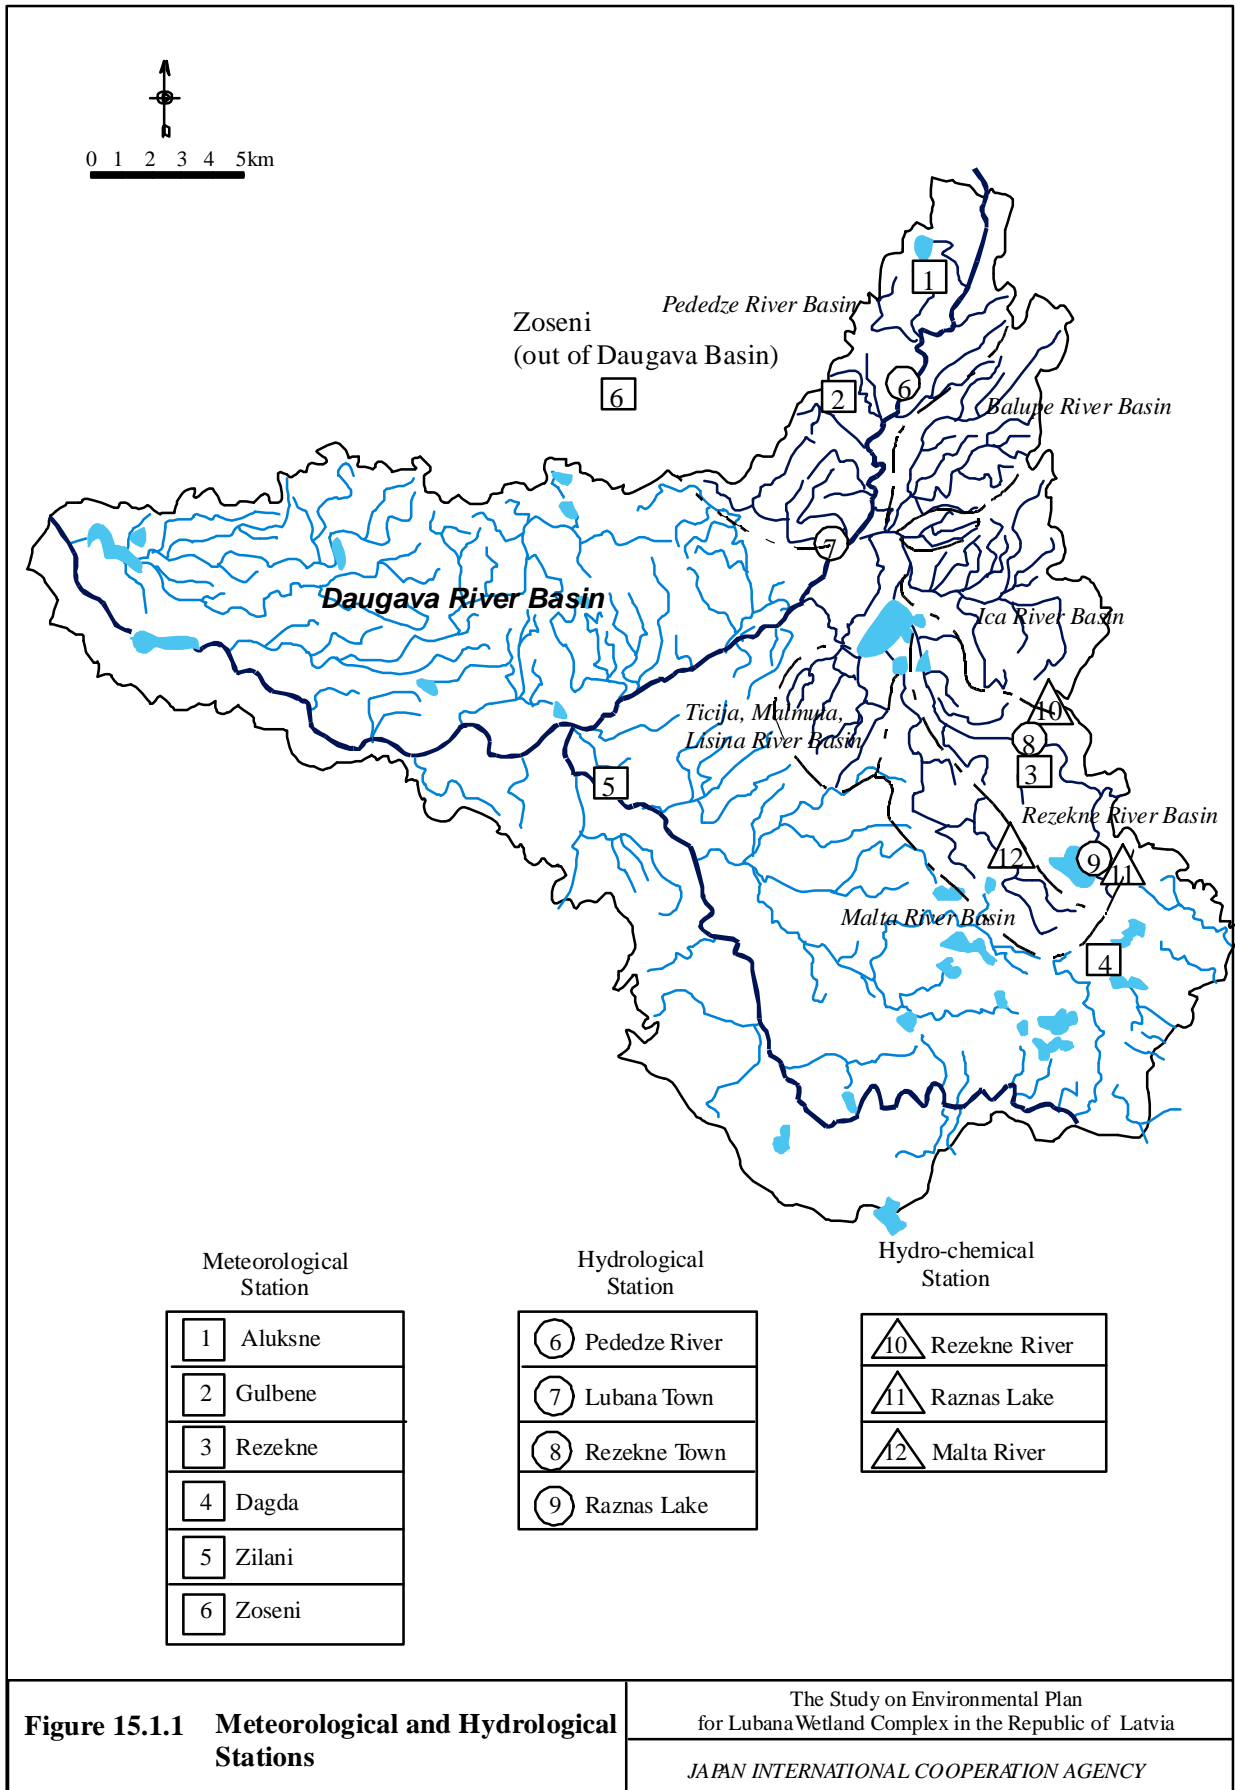 0 1 2 3 4 5km
1
Pededze River Basin
Zoseni
(out of Daugava Basin)
6
2
6
Balupe River Basin
7
Daugava River Basin
Ica River Basin
10
Ticija, Malmuta,
Lisina River Basin
8
3
5
Rezekne River Basin
12
9
11
Malta River Basin
4
Meteorological
Station
1 Aluksne
2 Gulbene
3 Rezekne
4 Dagda
5 Zilani
6 Zoseni
Hydrological
Station
6 Pededze River
7 Lubana Town
8 Rezekne Town
9 Raznas Lake
Hydro-chemical
Station
10 Rezekne River
11 Raznas Lake
12 Malta River
Figure 15.1.1 Meteorological and Hydrological
Stations
The Study on Environmental Plan
for Lubana Wetland Complex in the Republic of Latvia
JAPAN INTERNATIONAL COOPERATION AGENCY